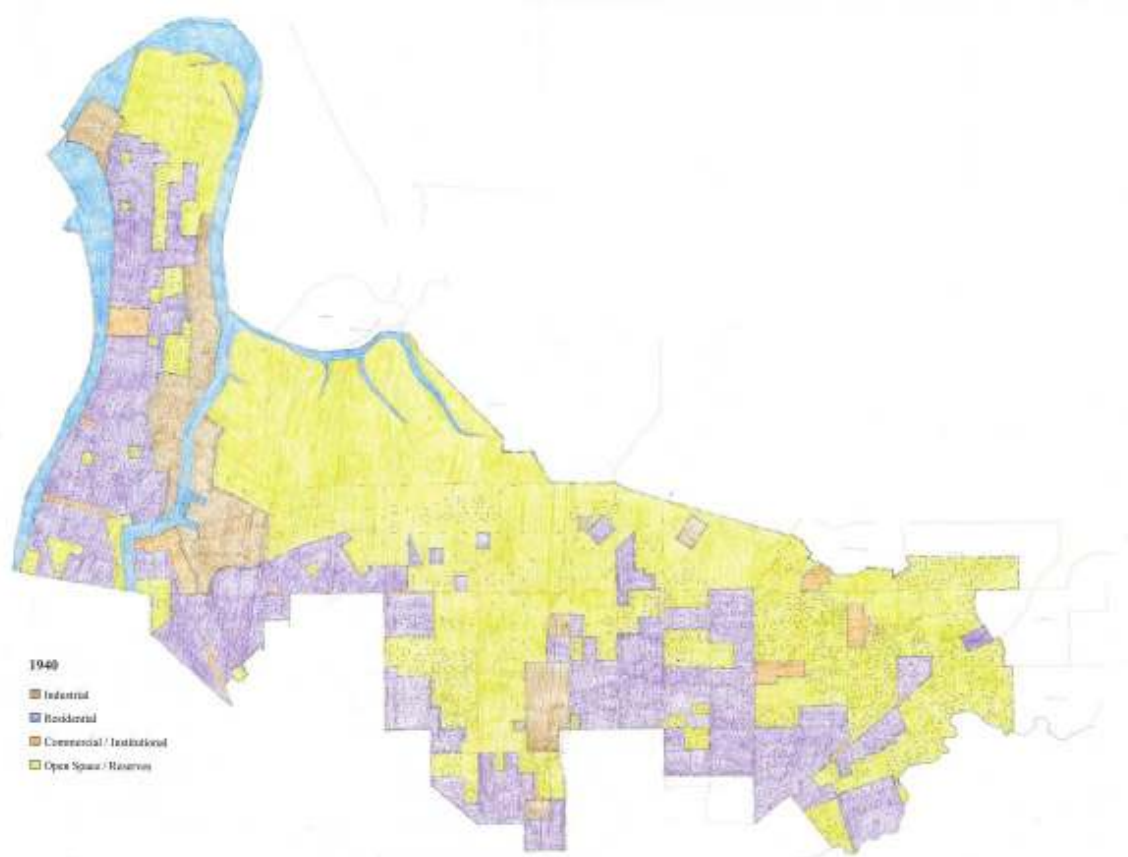 1940
Industrial
Residential
Commercial / Institutional
Open Space / Reserves